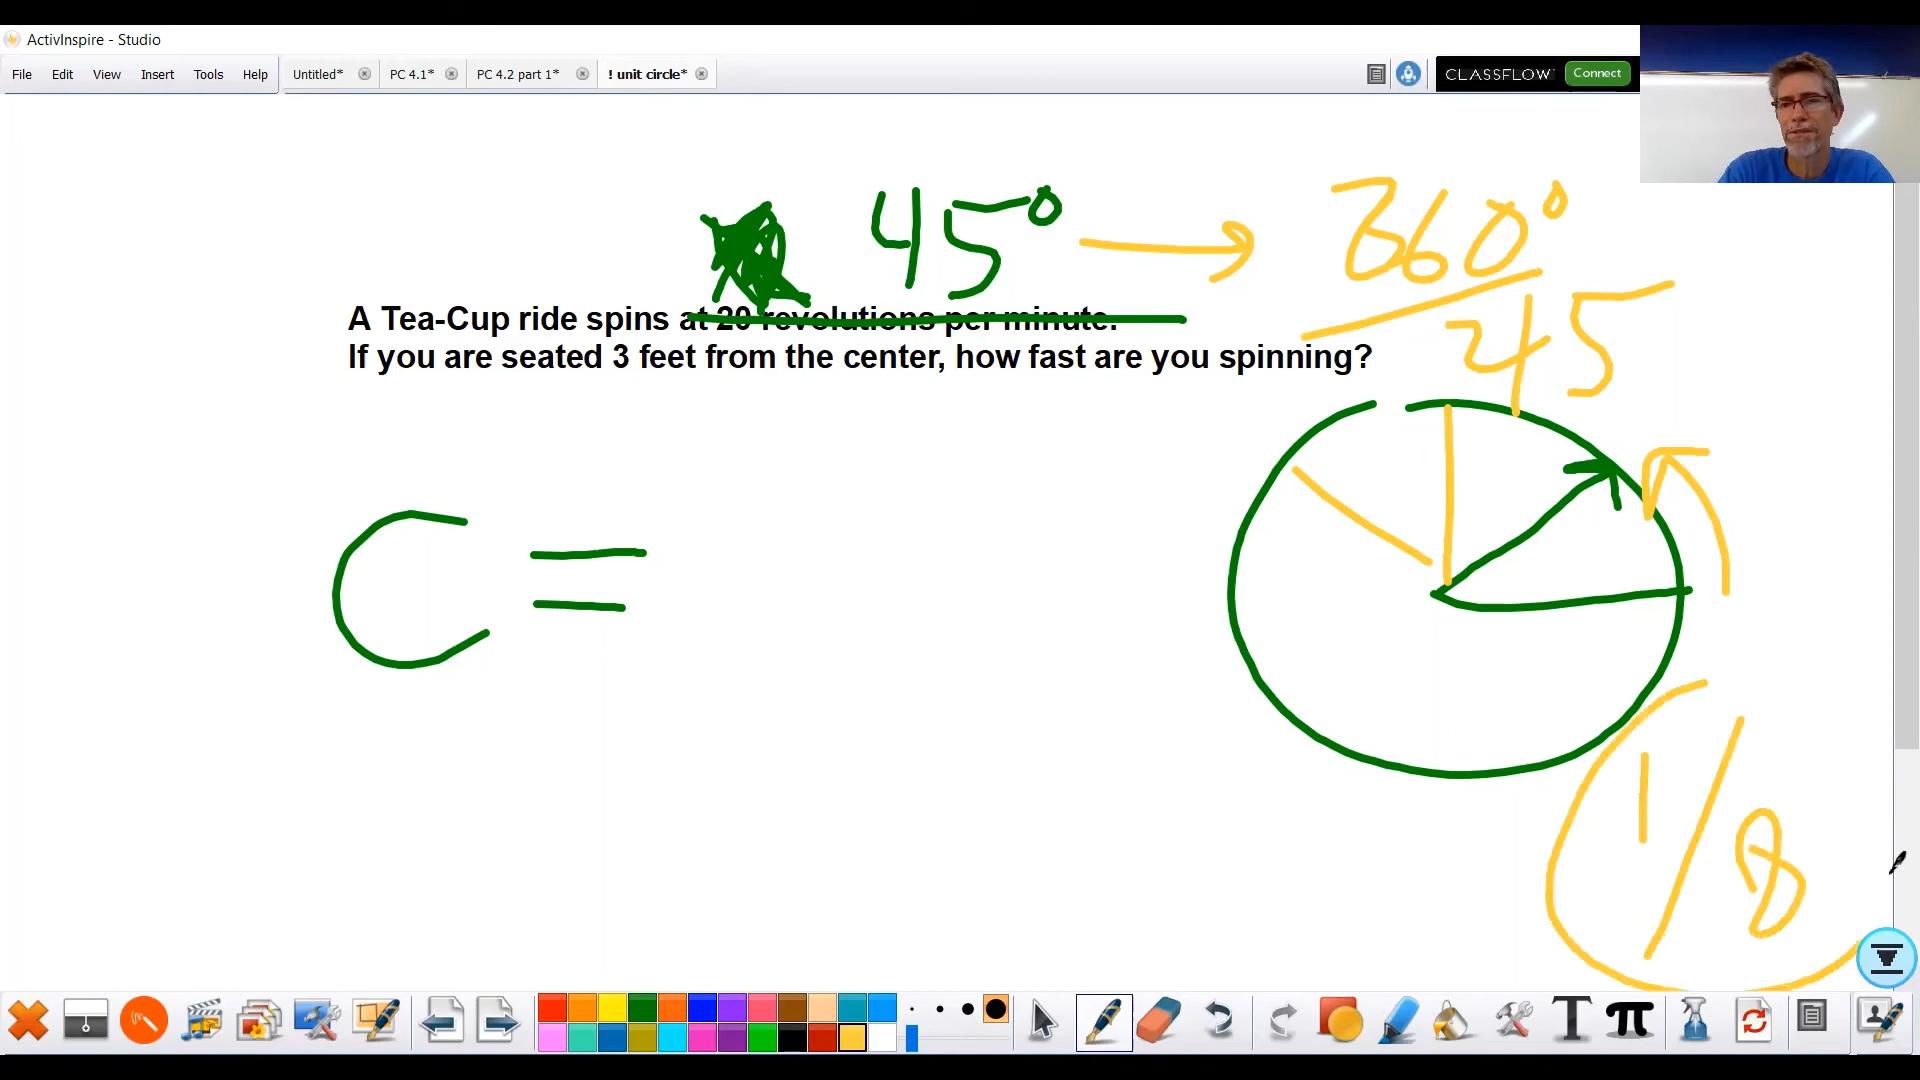 ActivInspire - Studio
File Edit View Insert Tools Help Untitled* PC 4.1* PC 4.2 part 1* ! unit circle* CLASSFLOW Connect
45° → 360°
45
A Tea-Cup ride spins at 20 revolutions per minute.
If you are seated 3 feet from the center, how fast are you spinning?
C =
1/8
T π